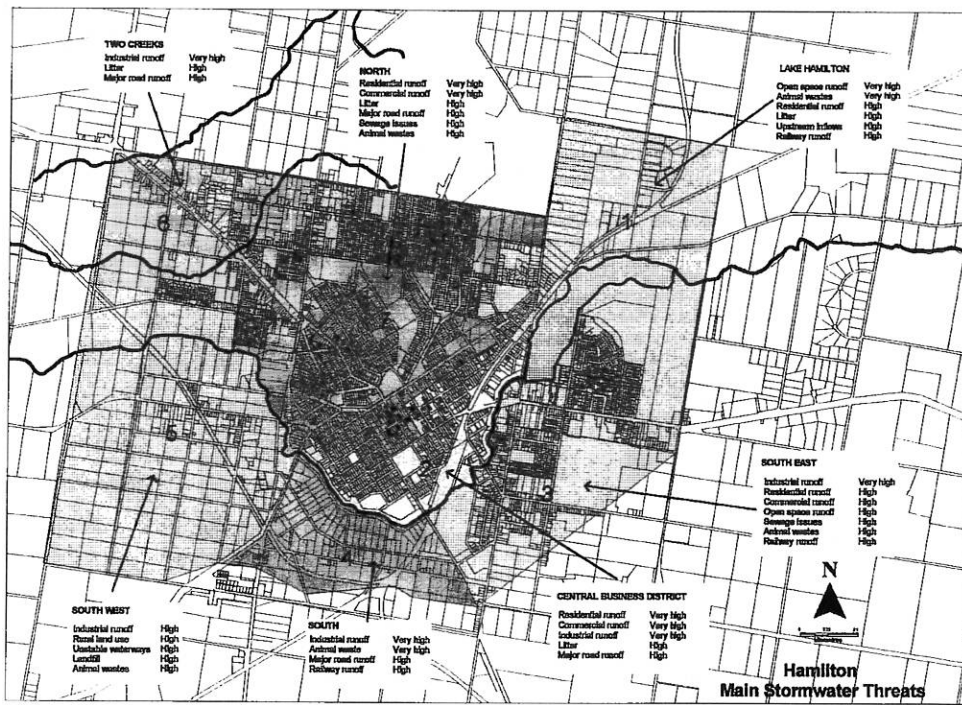 TWO CREEKS
Industrial runoff Very high
Litter High
Major road runoff High
NORTH
Residential runoff Very high
Commercial runoff Very high
Litter High
Major road runoff High
Sewage Issues High
Animal wastes High
LAKE HAMILTON
Open space runoff Very high
Animal wastes Very high
Residential runoff High
Litter High
Upstream Inflows High
Railway runoff High
1
6
5
3
4
SOUTH EAST
Industrial runoff Very high
Residential runoff High
Commercial runoff High
Open space runoff High
Sewage Issues High
Animal wastes High
Railway runoff High
SOUTH WEST
Industrial runoff High
Rural land use High
Unstable waterways High
Landfill High
Animal wastes High
SOUTH
Industrial runoff Very high
Animal waste Very high
Major road runoff High
Railway runoff High
CENTRAL BUSINESS DISTRICT
Residential runoff Very high
Commercial runoff Very high
Industrial runoff Very high
Litter High
Major road runoff High
N
Hamilton
Main Stormwater Threats